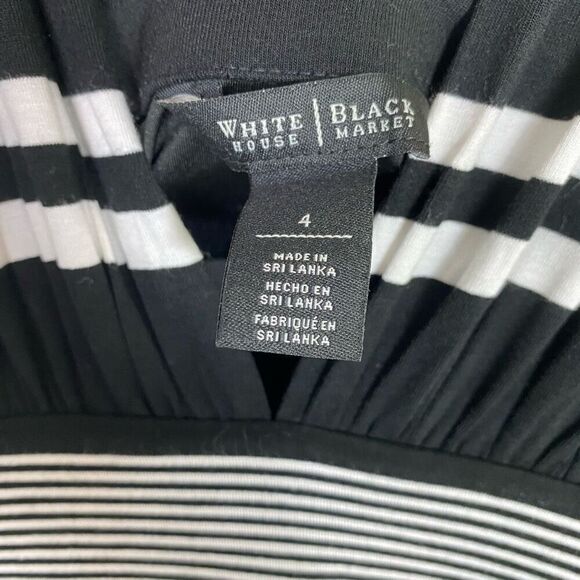 WHITE HOUSE | BLACK MARKET
4
MADE IN
SRI LANKA
HECHO EN
SRI LANKA
FABRIQUÉ EN
SRI LANKA